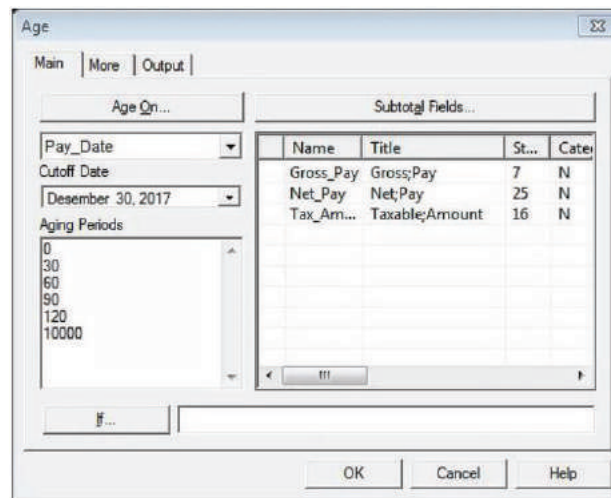 Age
Main More Output
Age On...
Subtotal Fields...
Pay_Date
Cutoff Date
Desember 30, 2017
Aging Periods
0
30
60
90
120
10000
Name Title St... Cate
Gross_Pay Gross;Pay 7 N
Net_Pay Net;Pay 25 N
Tax_Am... Taxable;Amount 16 N
If...
OK Cancel Help